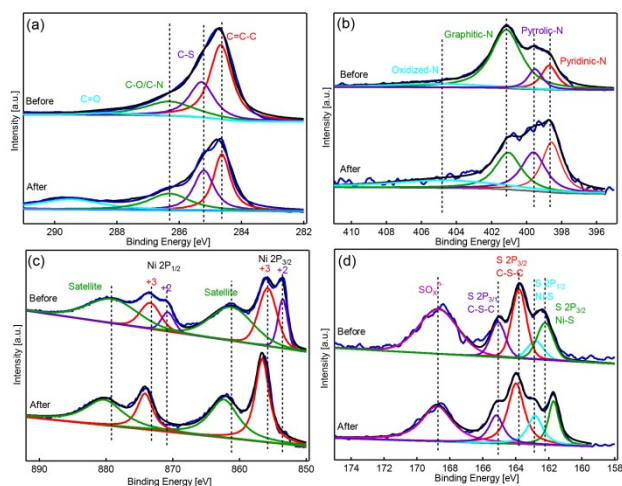 (a)
C=C-C
C-S
C-O/C-N
C=O
Before
After
Intensity [a.u.]
290 288 286 284 282
Binding Energy [eV]
(b)
Graphitic-N
Pyrrolic-N
Oxidized-N
Pyridinic-N
Before
After
Intensity [a.u.]
410 408 406 404 402 400 398 396 394
Binding Energy [eV]
(c)
Ni 2P1/2
Ni 2P3/2
Satellite
+3
+2
Satellite
+3
+2
Before
After
Intensity [a.u.]
890 880 870 860 850
Binding Energy [eV]
(d)
S 2P3/2
C-S-C
S 2P1/2
Ni-S
S 2P3/2
C-S-C
S 2P3/2
Ni-S
Before
After
Intensity [a.u.]
174 172 170 168 166 164 162 160 158
Binding Energy [eV]